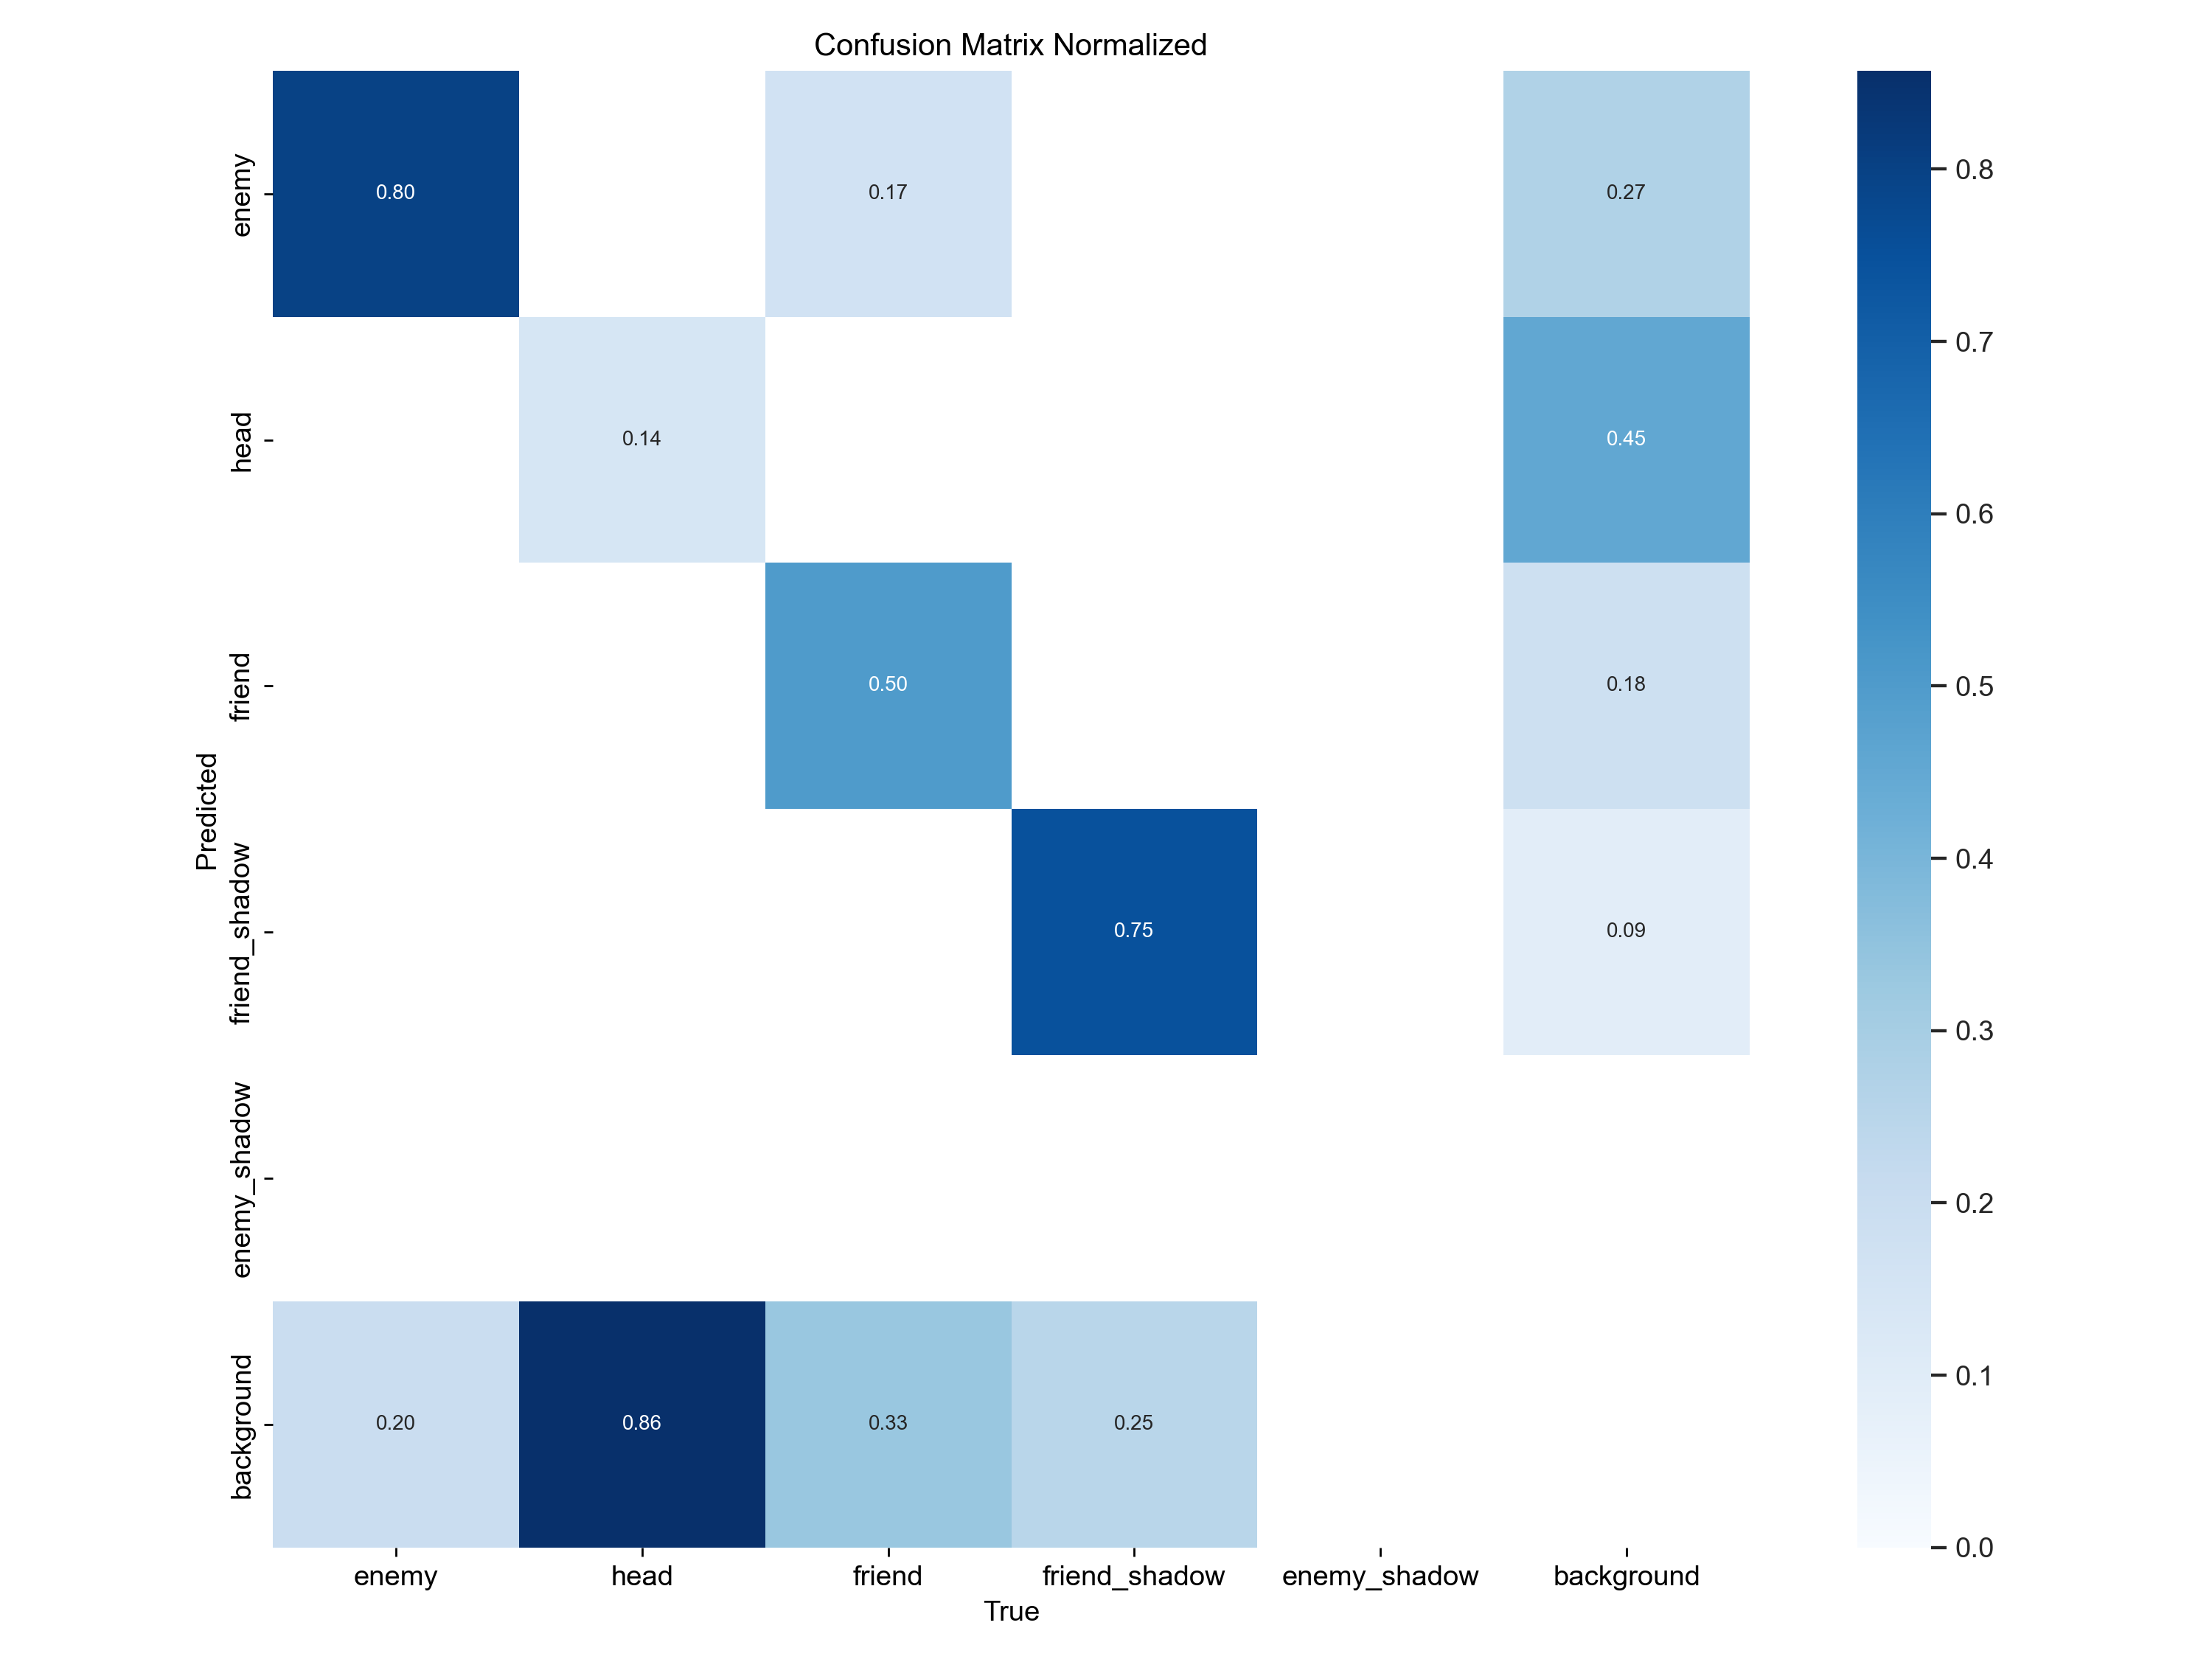 Confusion Matrix Normalized
enemy
0.80
0.17
0.27
head
0.14
0.45
friend
0.50
0.18
friend_shadow
0.75
0.09
enemy_shadow
background
0.20
0.86
0.33
0.25
Predicted
enemy
head
friend
friend_shadow
enemy_shadow
background
True
0.8
0.7
0.6
0.5
0.4
0.3
0.2
0.1
0.0